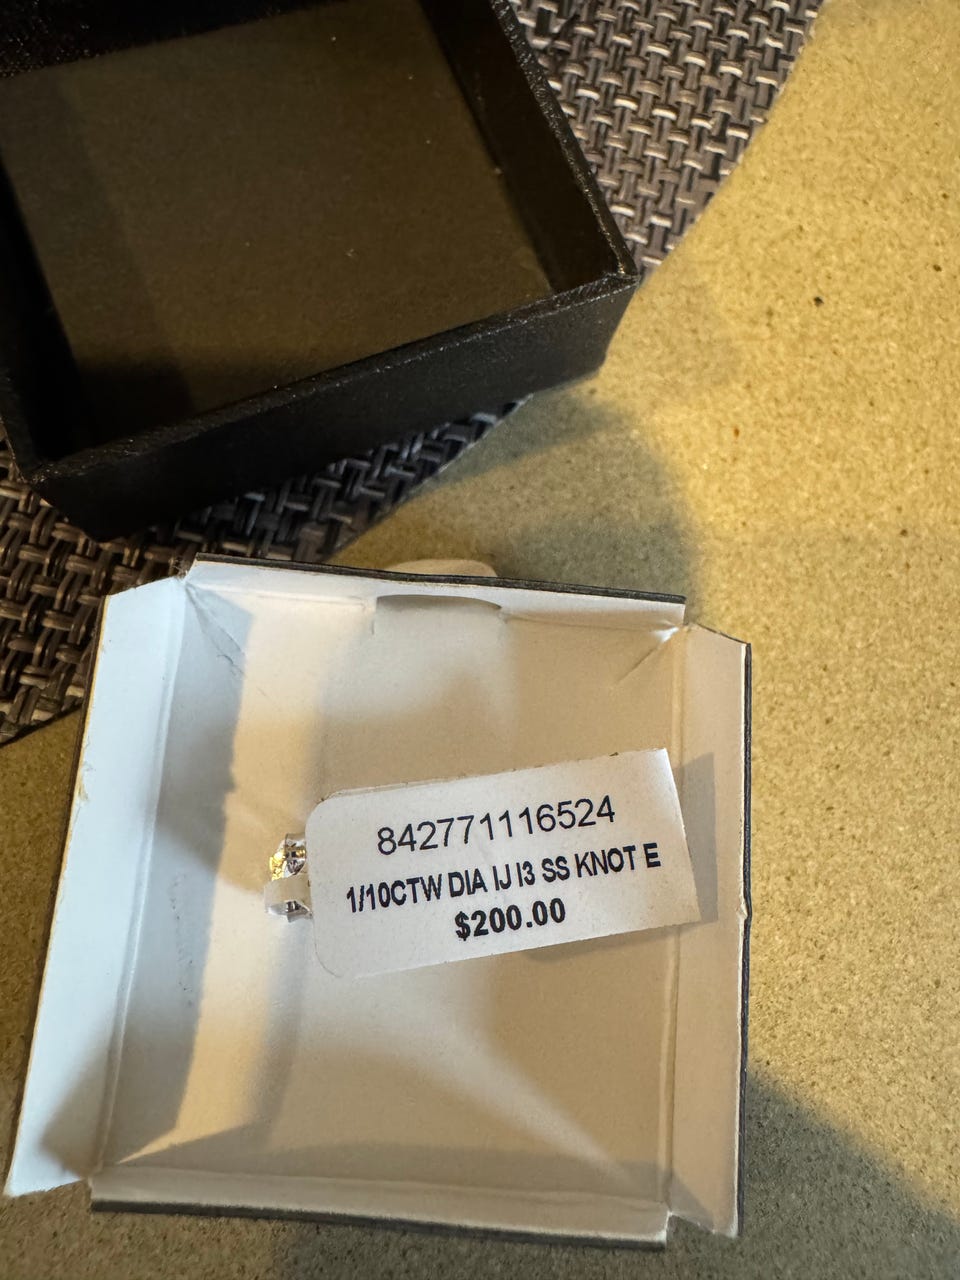 842771116524
1/10CTW DIA IJ I3 SS KNOT E
$200.00